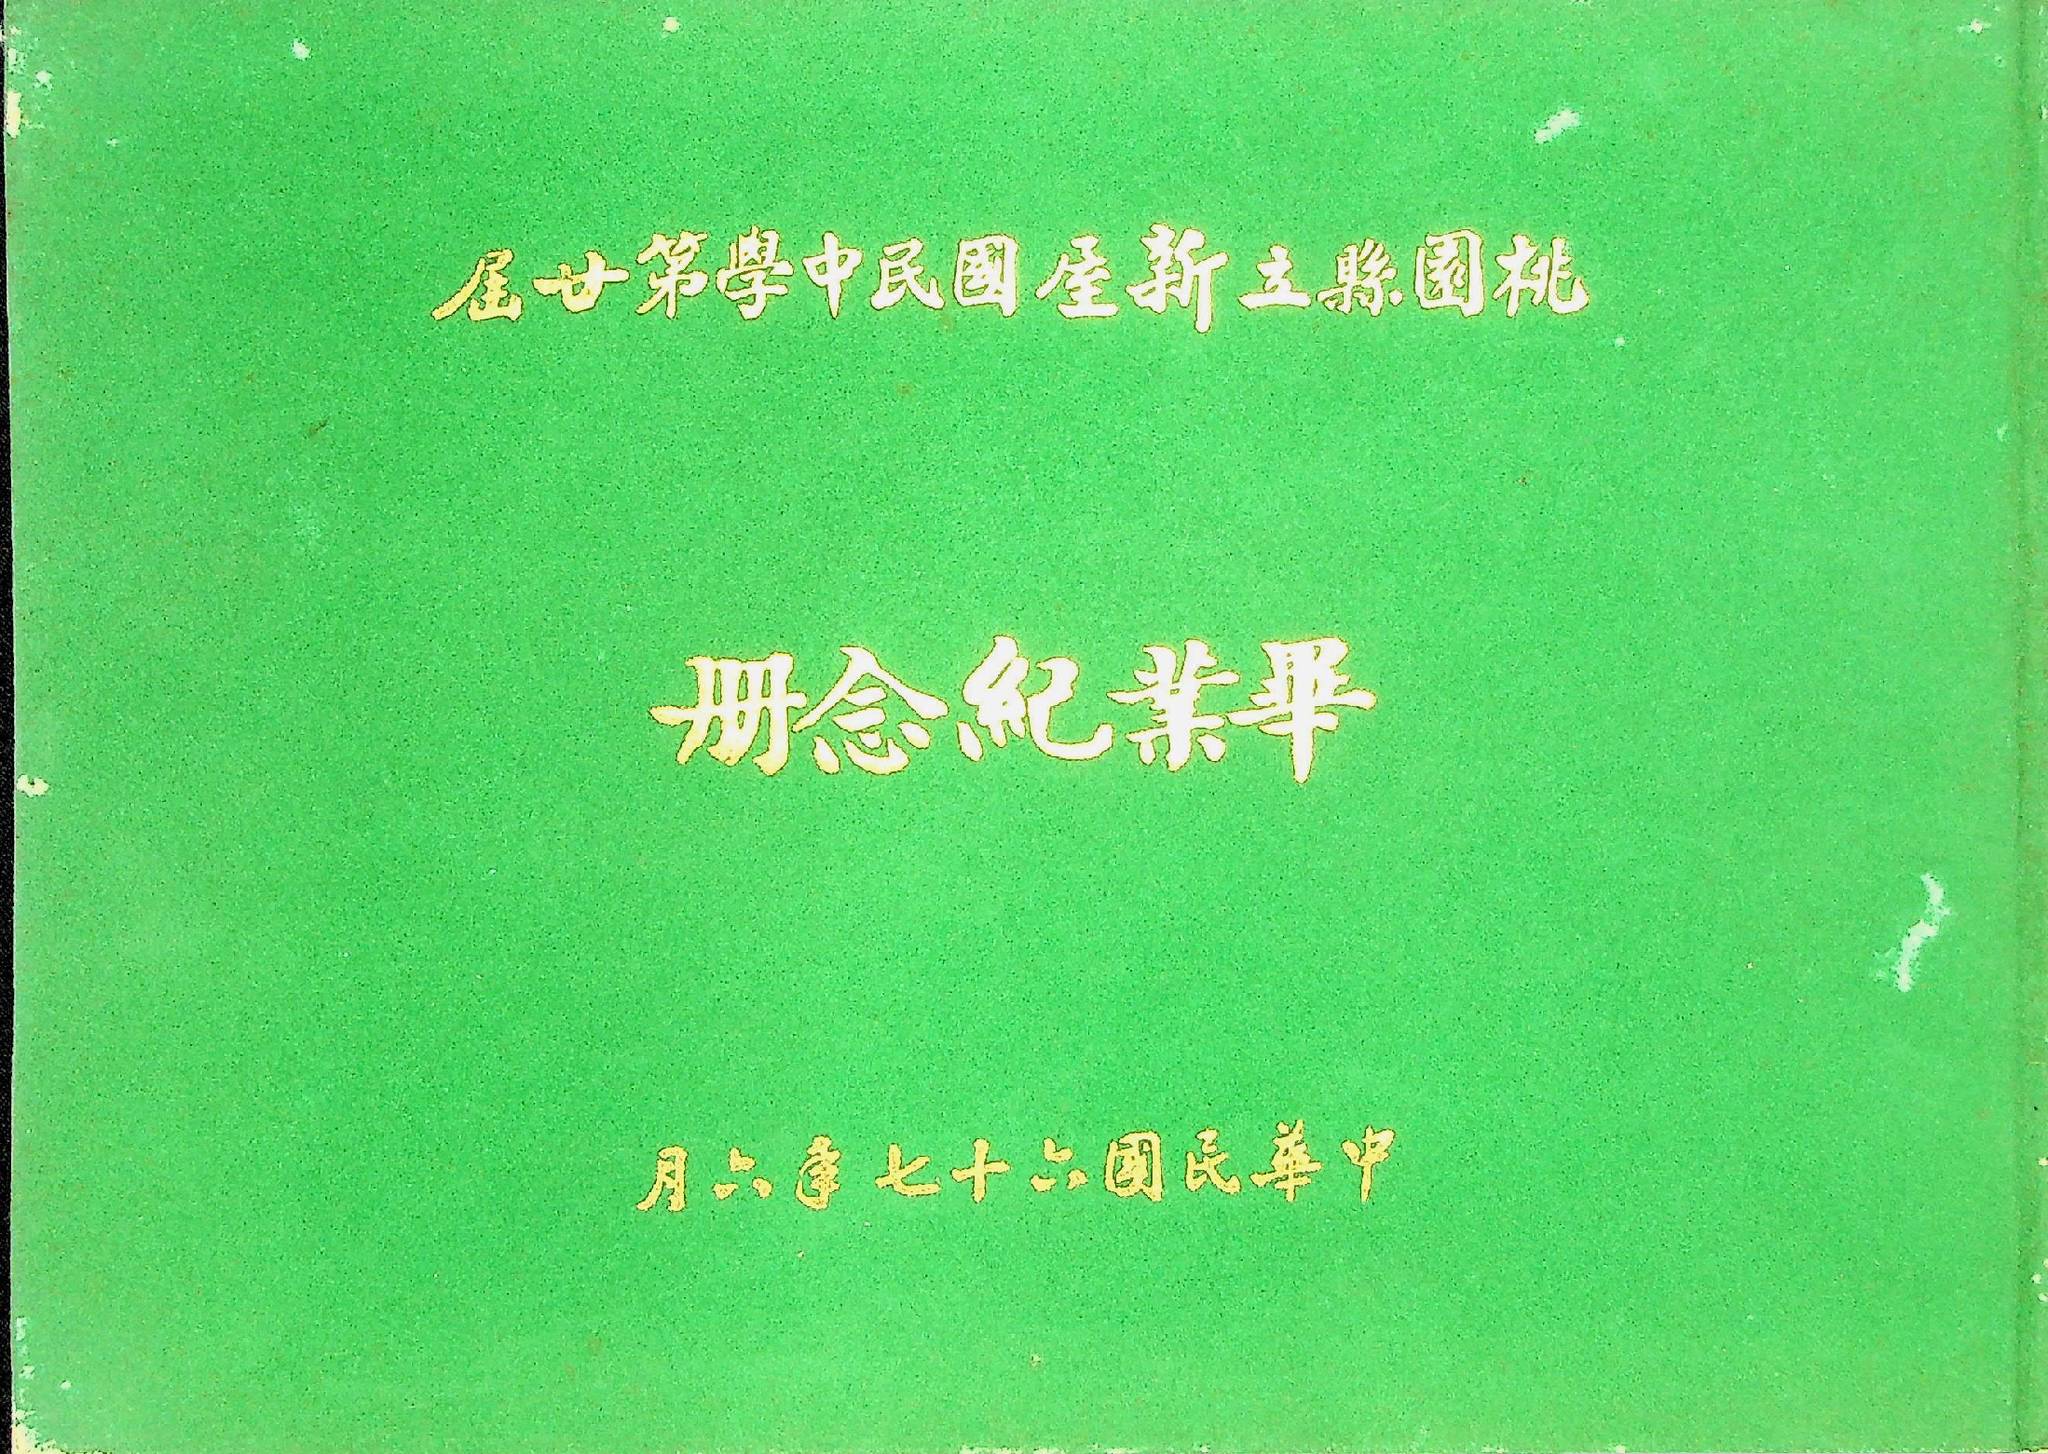 桃園縣立新屋國民中學第廿屆
畢業紀念冊
中華民國六十七年六月